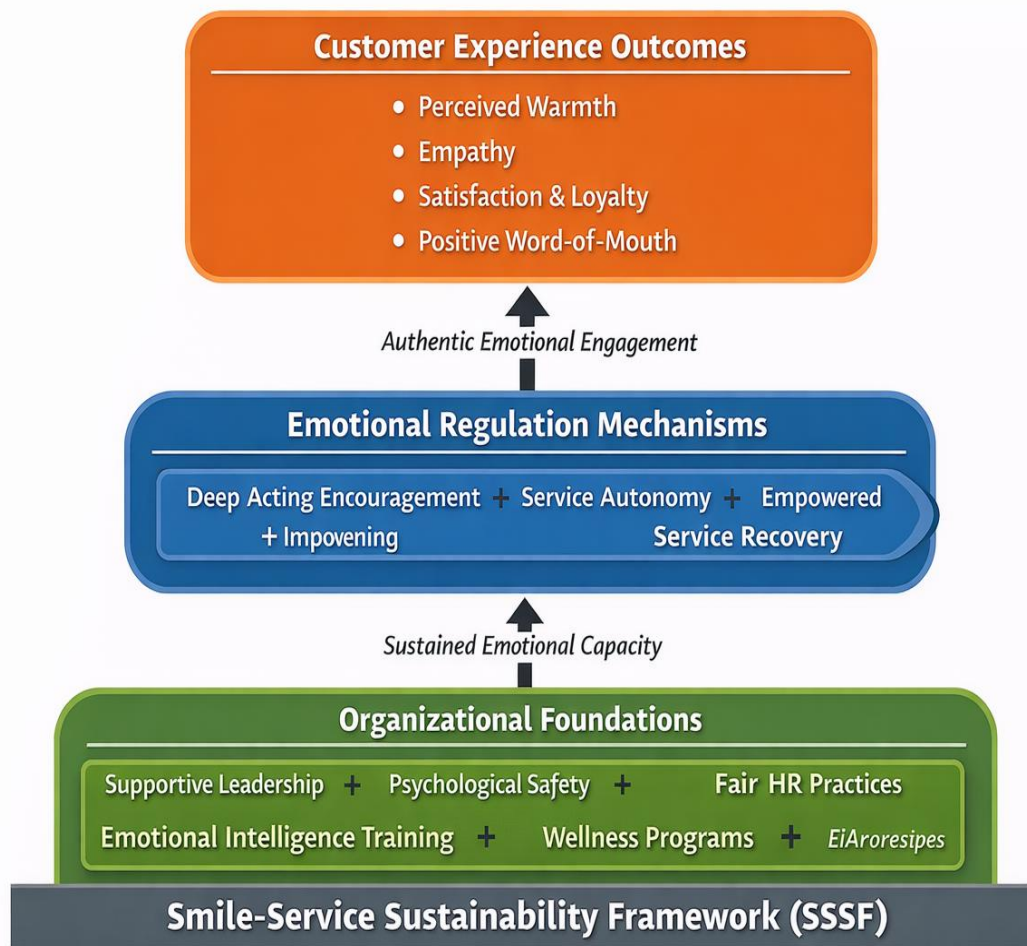 Customer Experience Outcomes
• Perceived Warmth
• Empathy
• Satisfaction & Loyalty
• Positive Word-of-Mouth
Authentic Emotional Engagement
Emotional Regulation Mechanisms
Deep Acting Encouragement + Service Autonomy + Empowered
+ Impovening Service Recovery
Sustained Emotional Capacity
Organizational Foundations
Supportive Leadership + Psychological Safety + Fair HR Practices
Emotional Intelligence Training + Wellness Programs + EiAroresipes
Smile-Service Sustainability Framework (SSSF)